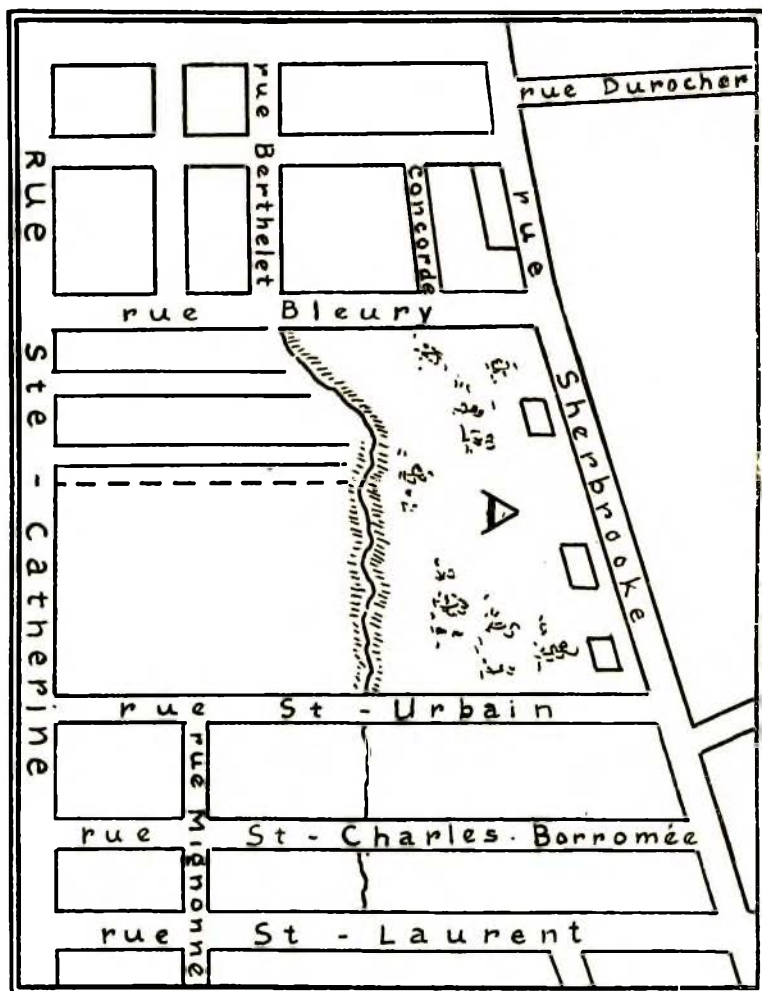 rue Durocher
rue Berthelet
Concorde
rue Sherbrooke
RUE Ste - Catherine
rue Bleury
rue St - Urbain
rue Mignonne
rue St - Charles. Borromée
rue St - Laurent